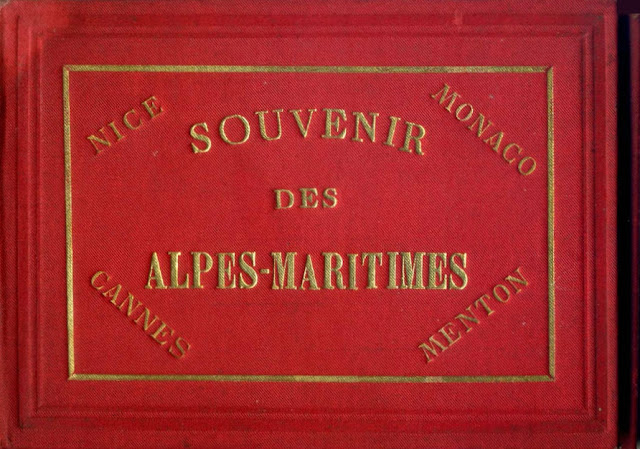 NICE
MONACO
SOUVENIR
DES
ALPES-MARITIMES
CANNES
MENTON